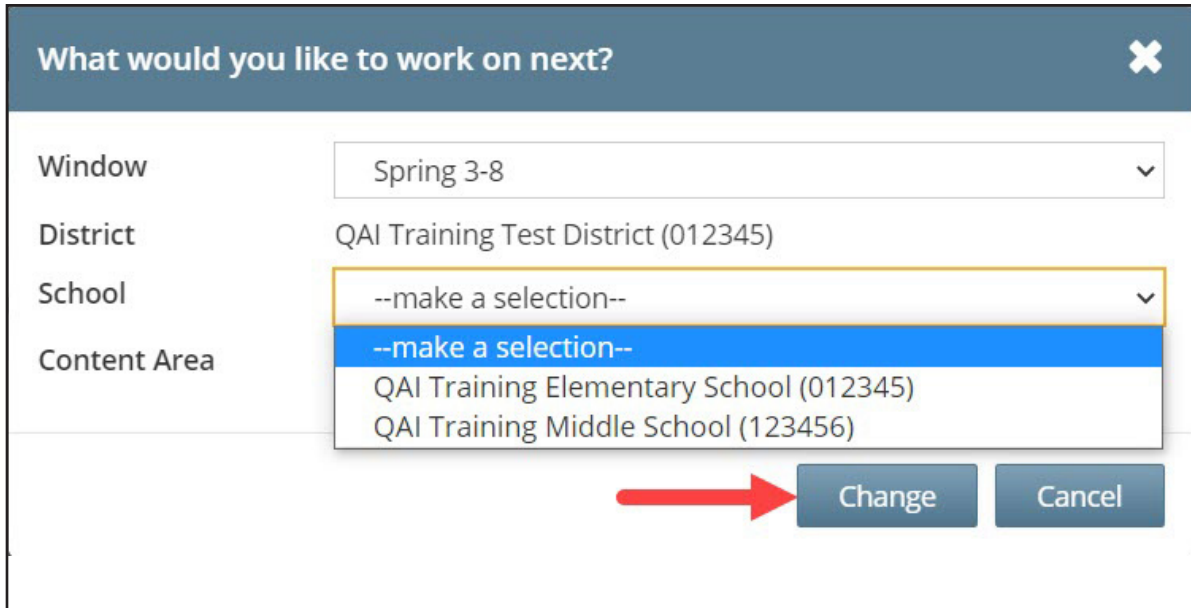 What would you like to work on next?
Window
Spring 3-8
District
QAI Training Test District (012345)
School
--make a selection--
--make a selection--
Content Area
QAI Training Elementary School (012345)
QAI Training Middle School (123456)
Change
Cancel